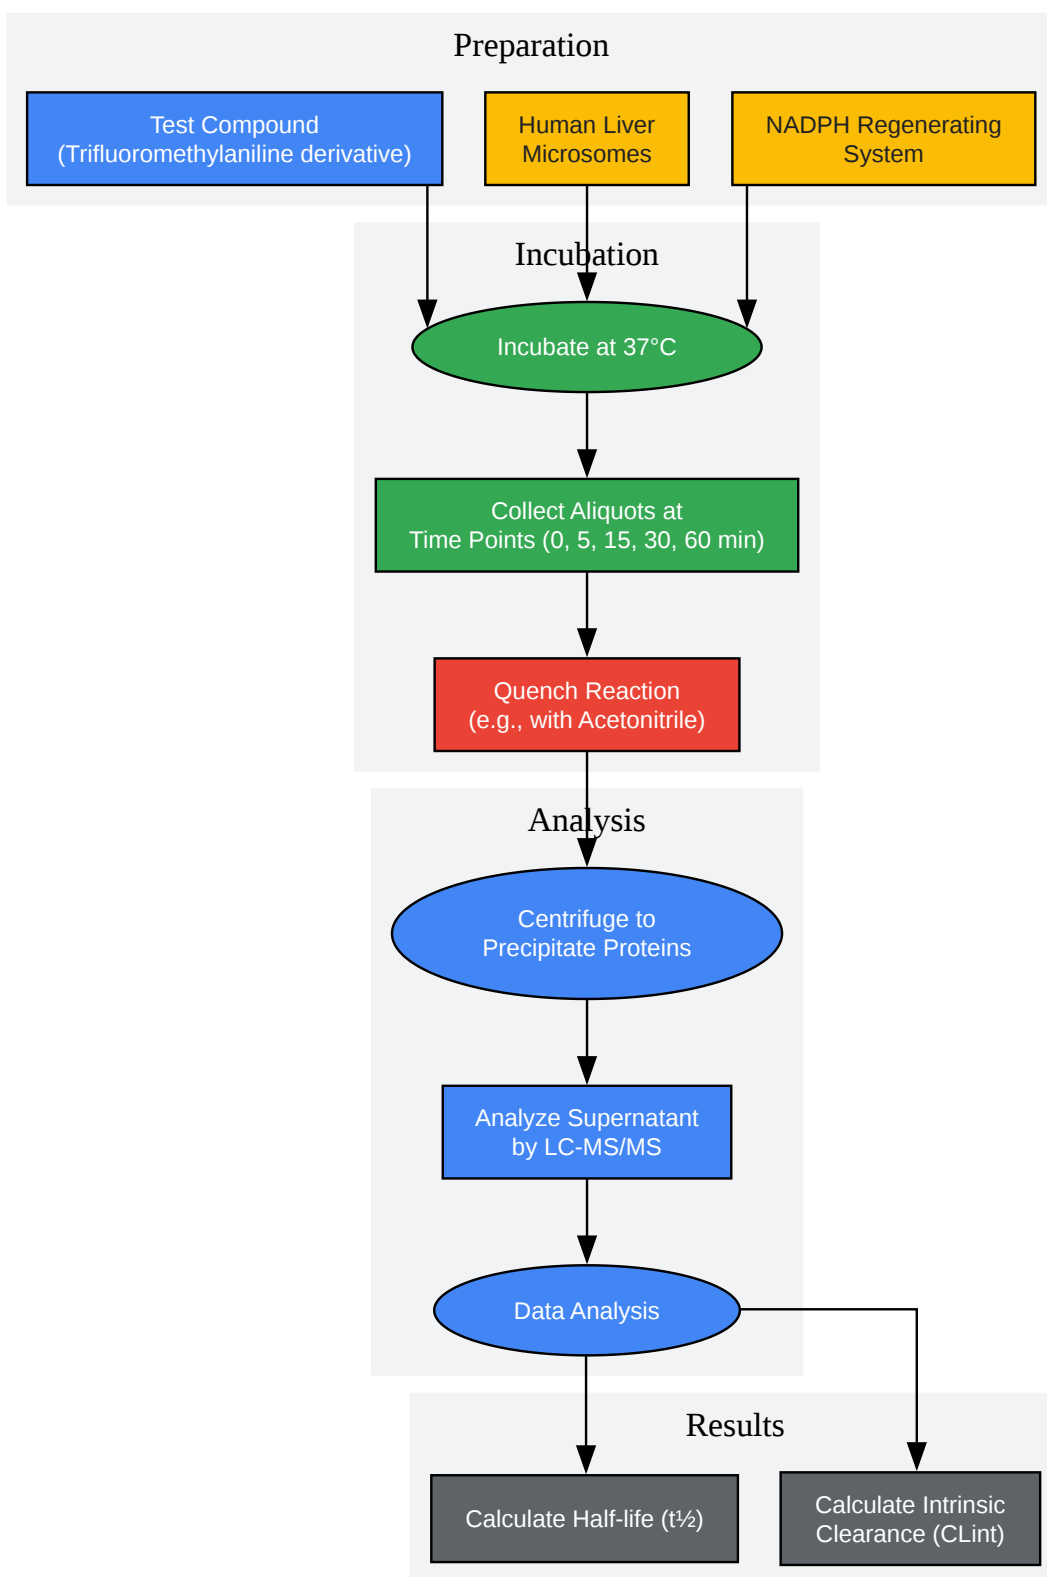 Preparation
Test Compound
(Trifluoromethylaniline derivative)
Human Liver
Microsomes
NADPH Regenerating
System
Incubation
Incubate at 37°C
Collect Aliquots at
Time Points (0, 5, 15, 30, 60 min)
Quench Reaction
(e.g., with Acetonitrile)
Analysis
Centrifuge to
Precipitate Proteins
Analyze Supernatant
by LC-MS/MS
Data Analysis
Results
Calculate Half-life (t½)
Calculate Intrinsic
Clearance (CLint)